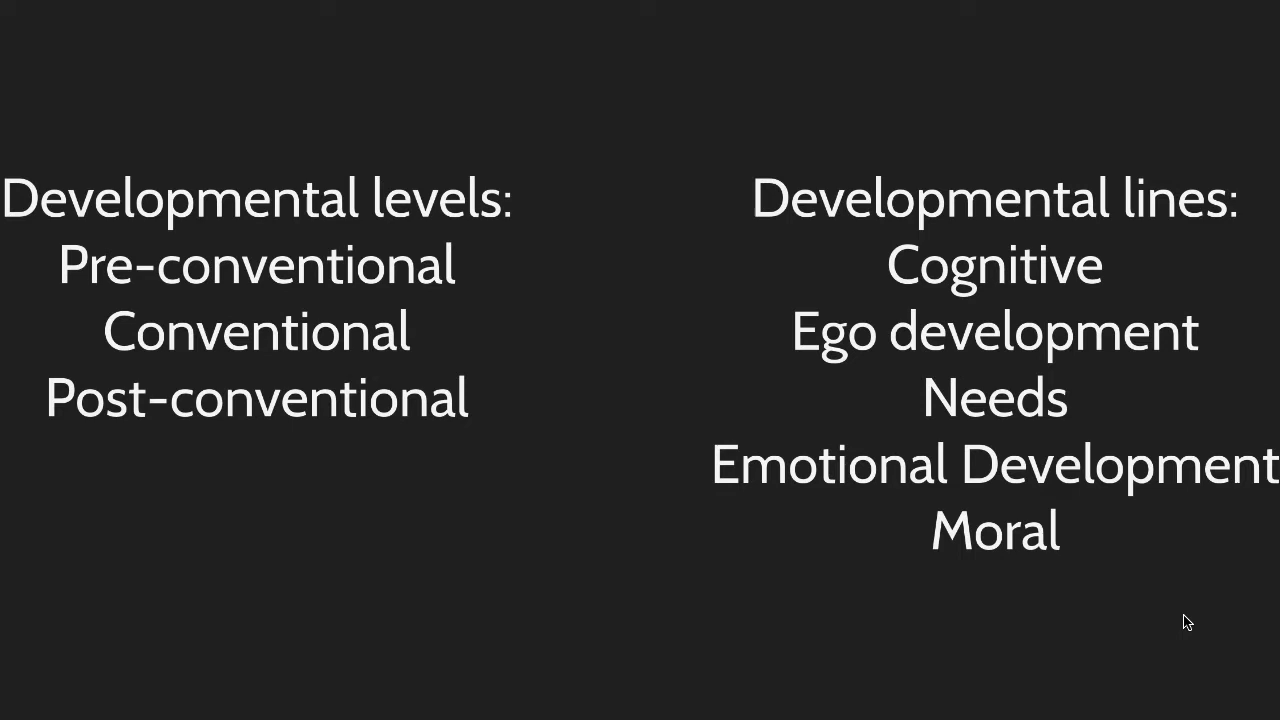 Developmental levels:
Pre-conventional
Conventional
Post-conventional
Developmental lines:
Cognitive
Ego development
Needs
Emotional Development
Moral